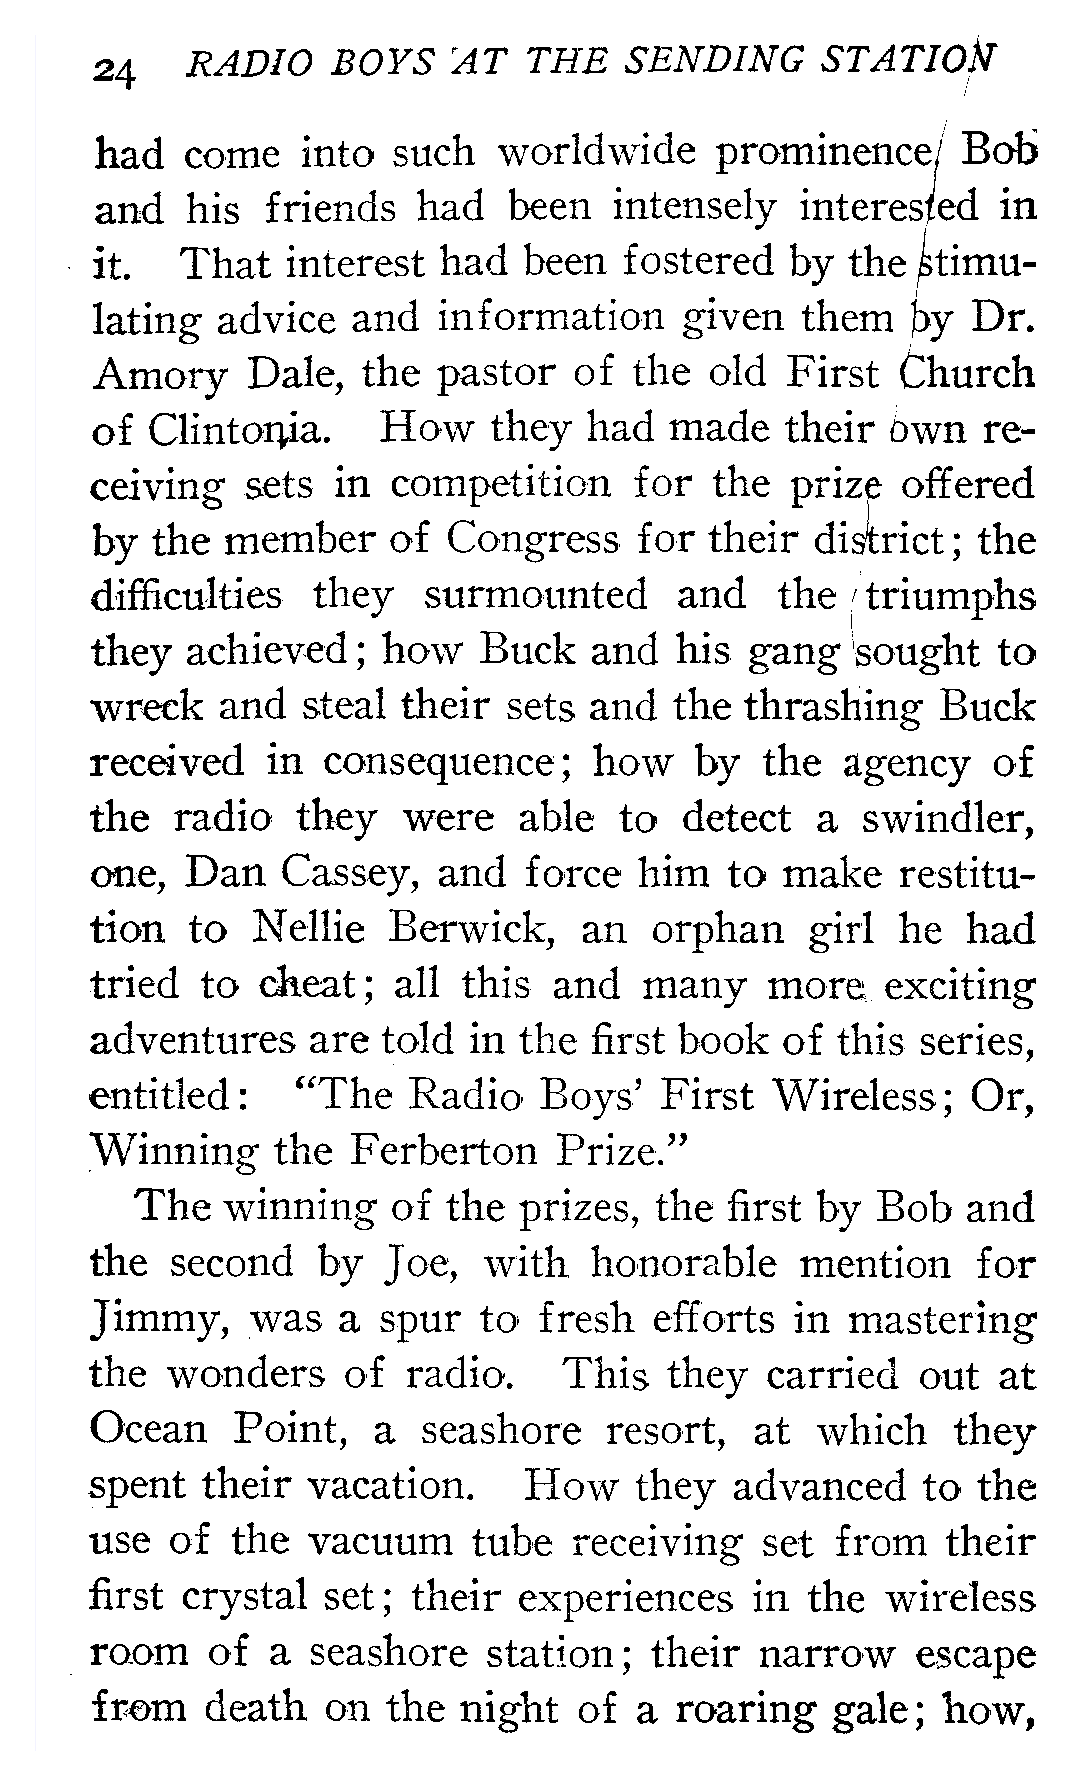 24 RADIO BOYS AT THE SENDING STATION
had come into such worldwide prominence, Bob
and his friends had been intensely interested in
it. That interest had been fostered by the stimu-
lating advice and information given them by Dr.
Amory Dale, the pastor of the old First Church
of Clintonia. How they had made their own re-
ceiving sets in competition for the prize offered
by the member of Congress for their district; the
difficulties they surmounted and the triumphs
they achieved; how Buck and his gang sought to
wreck and steal their sets and the thrashing Buck
received in consequence; how by the agency of
the radio they were able to detect a swindler,
one, Dan Cassey, and force him to make restitu-
tion to Nellie Berwick, an orphan girl he had
tried to cheat; all this and many more exciting
adventures are told in the first book of this series,
entitled: "The Radio Boys' First Wireless; Or,
Winning the Ferberton Prize."
The winning of the prizes, the first by Bob and
the second by Joe, with honorable mention for
Jimmy, was a spur to fresh efforts in mastering
the wonders of radio. This they carried out at
Ocean Point, a seashore resort, at which they
spent their vacation. How they advanced to the
use of the vacuum tube receiving set from their
first crystal set; their experiences in the wireless
room of a seashore station; their narrow escape
from death on the night of a roaring gale; how,